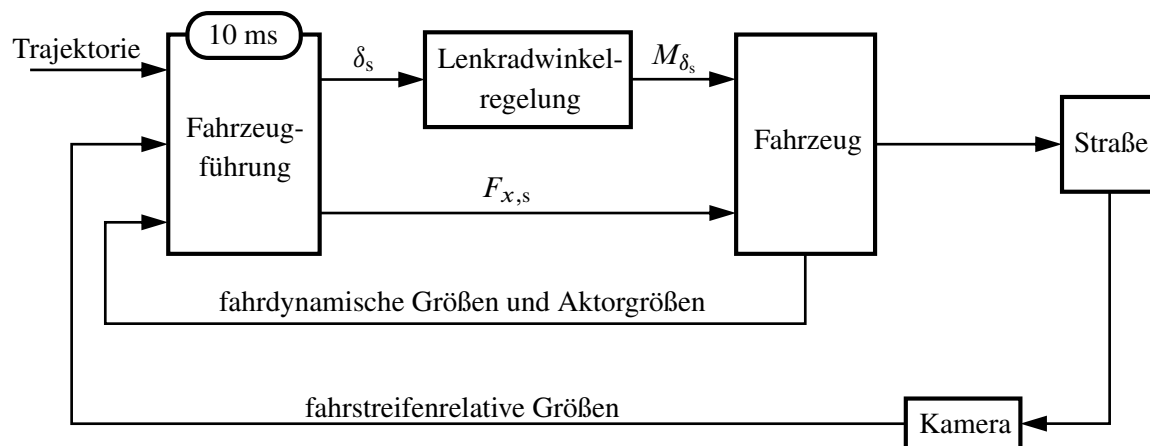 10 ms
Trajektorie
Fahrzeug-
führung
δs
Lenkradwinkel-
regelung
Mδs
Fahrzeug
Straße
Fx,s
fahrdynamische Größen und Aktorgrößen
fahrstreifenrelative Größen
Kamera